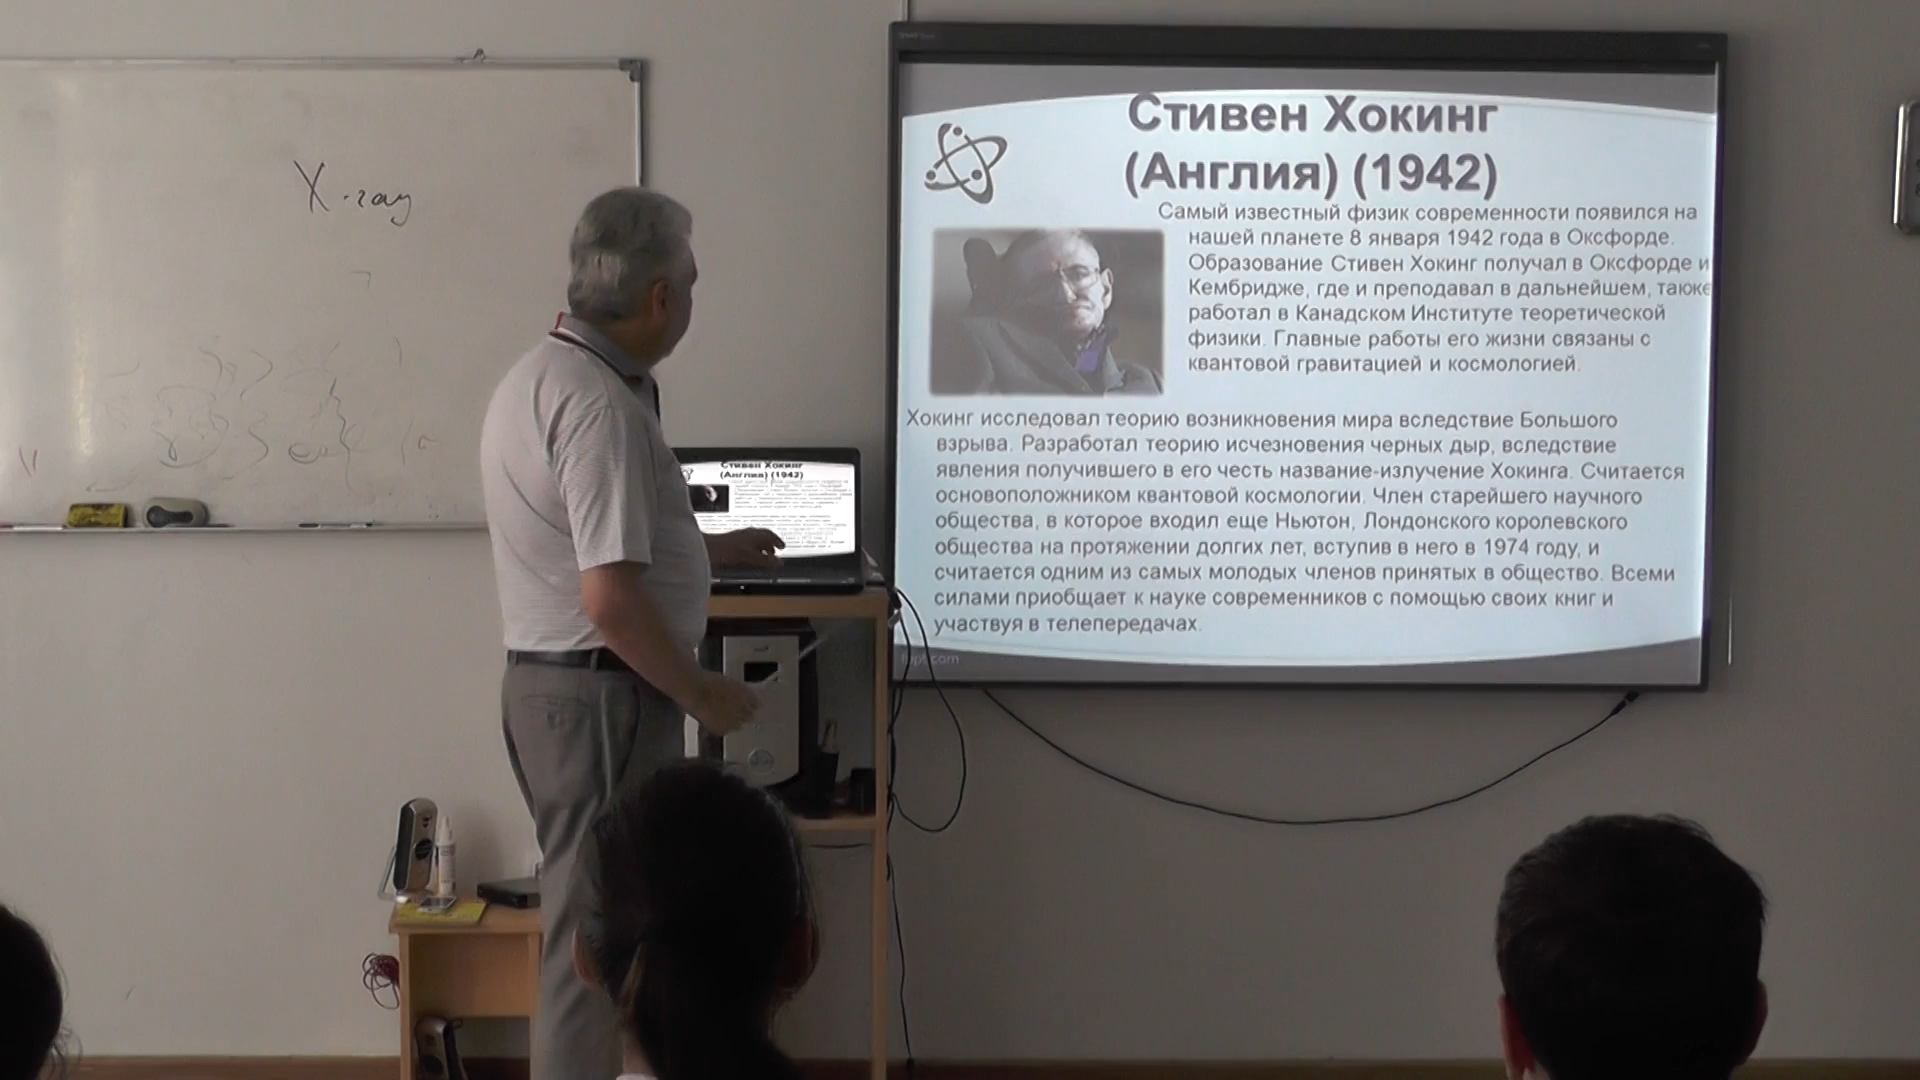 X-ray
Стивен Хокинг
(Англия) (1942)
Самый известный физик современности появился на
нашей планете 8 января 1942 года в Оксфорде.
Образование Стивен Хокинг получал в Оксфорде и
Кембридже, где и преподавал в дальнейшем, также
работал в Канадском Институте теоретической
физики. Главные работы его жизни связаны с
квантовой гравитацией и космологией.
Хокинг исследовал теорию возникновения мира вследствие Большого
взрыва. Разработал теорию исчезновения черных дыр, вследствие
явления получившего в его честь название-излучение Хокинга. Считается
основоположником квантовой космологии. Член старейшего научного
общества, в которое входил еще Ньютон, Лондонского королевского
общества на протяжении долгих лет, вступив в него в 1974 году, и
считается одним из самых молодых членов принятых в общество. Всеми
силами приобщает к науке современников с помощью своих книг и
участвуя в телепередачах.
Стивен Хокинг
(Англия) (1942)